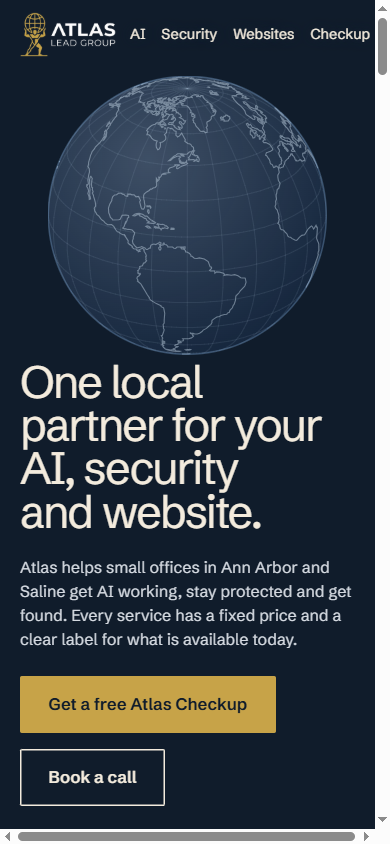 ATLAS
LEAD GROUP
AI Security Websites Checkup
One local
partner for your
AI, security
and website.
Atlas helps small offices in Ann Arbor and
Saline get AI working, stay protected and get
found. Every service has a fixed price and a
clear label for what is available today.
Get a free Atlas Checkup
Book a call